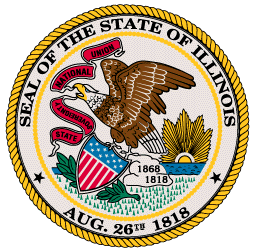 SEAL OF THE STATE OF ILLINOIS
NATIONAL UNION
STATE SOVEREIGNTY
1868
1818
AUG. 26TH 1818